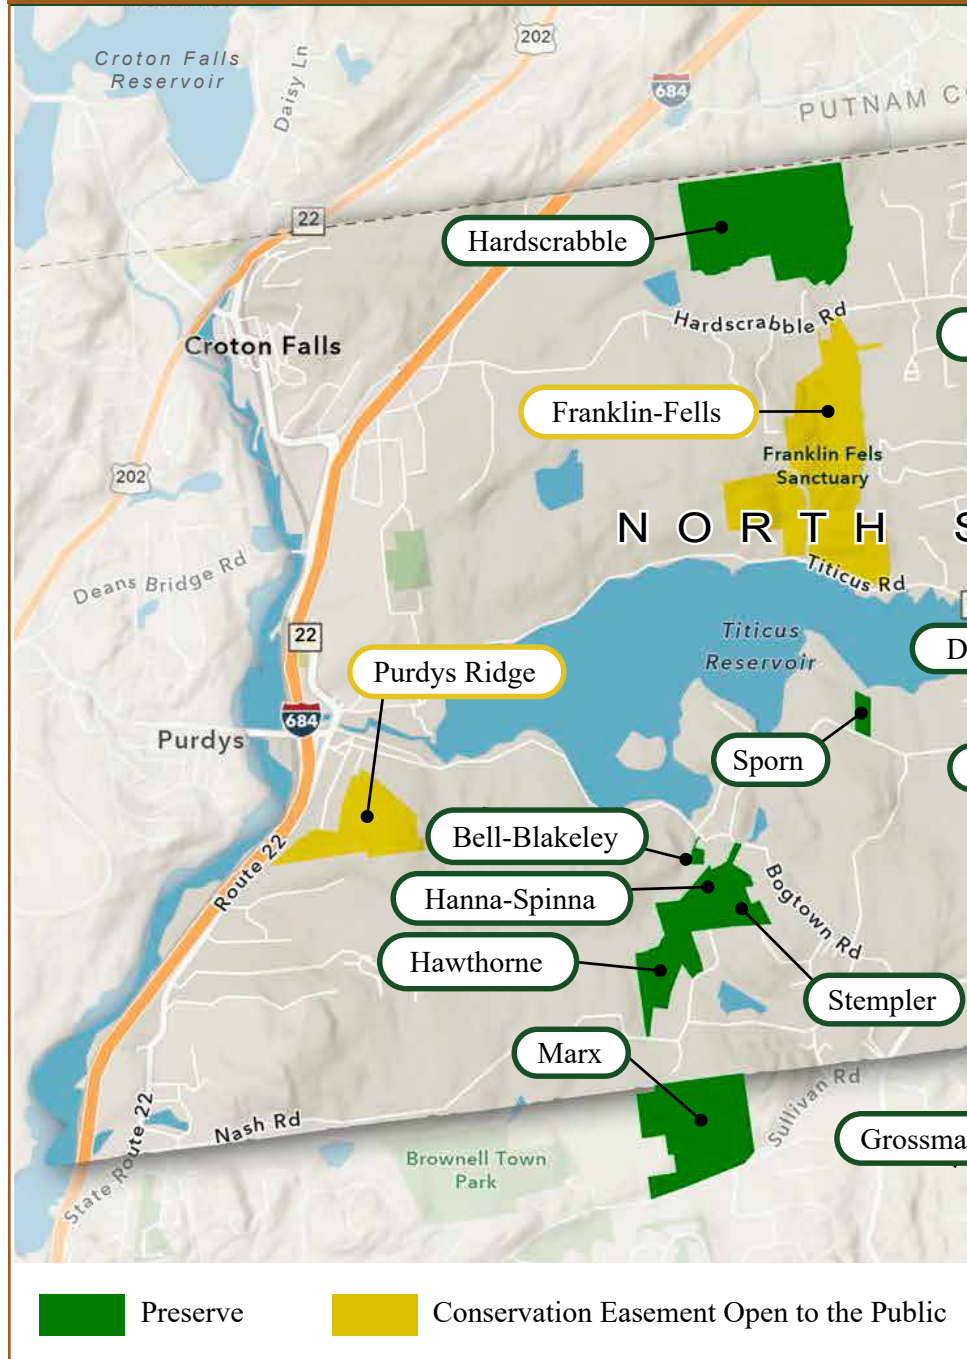 202
Croton Falls
Reservoir
Daisy Ln
684
PUTNAM
22
Hardscrabble
Hardscrabble Rd
Croton Falls
Franklin-Fells
Franklin Fels
Sanctuary
202
NORTH S
Deans Bridge Rd
Titicus Rd
22
Titicus
Reservoir
D
Purdys Ridge
684
Purdys
Sporn
Bell-Blakeley
Route 22
Hanna-Spinna
Bogtown Rd
Hawthorne
Stempler
Marx
Sullivan Rd
Nash Rd
State Route 22
Grossma
Brownell Town
Park
Preserve
Conservation Easement Open to the Public